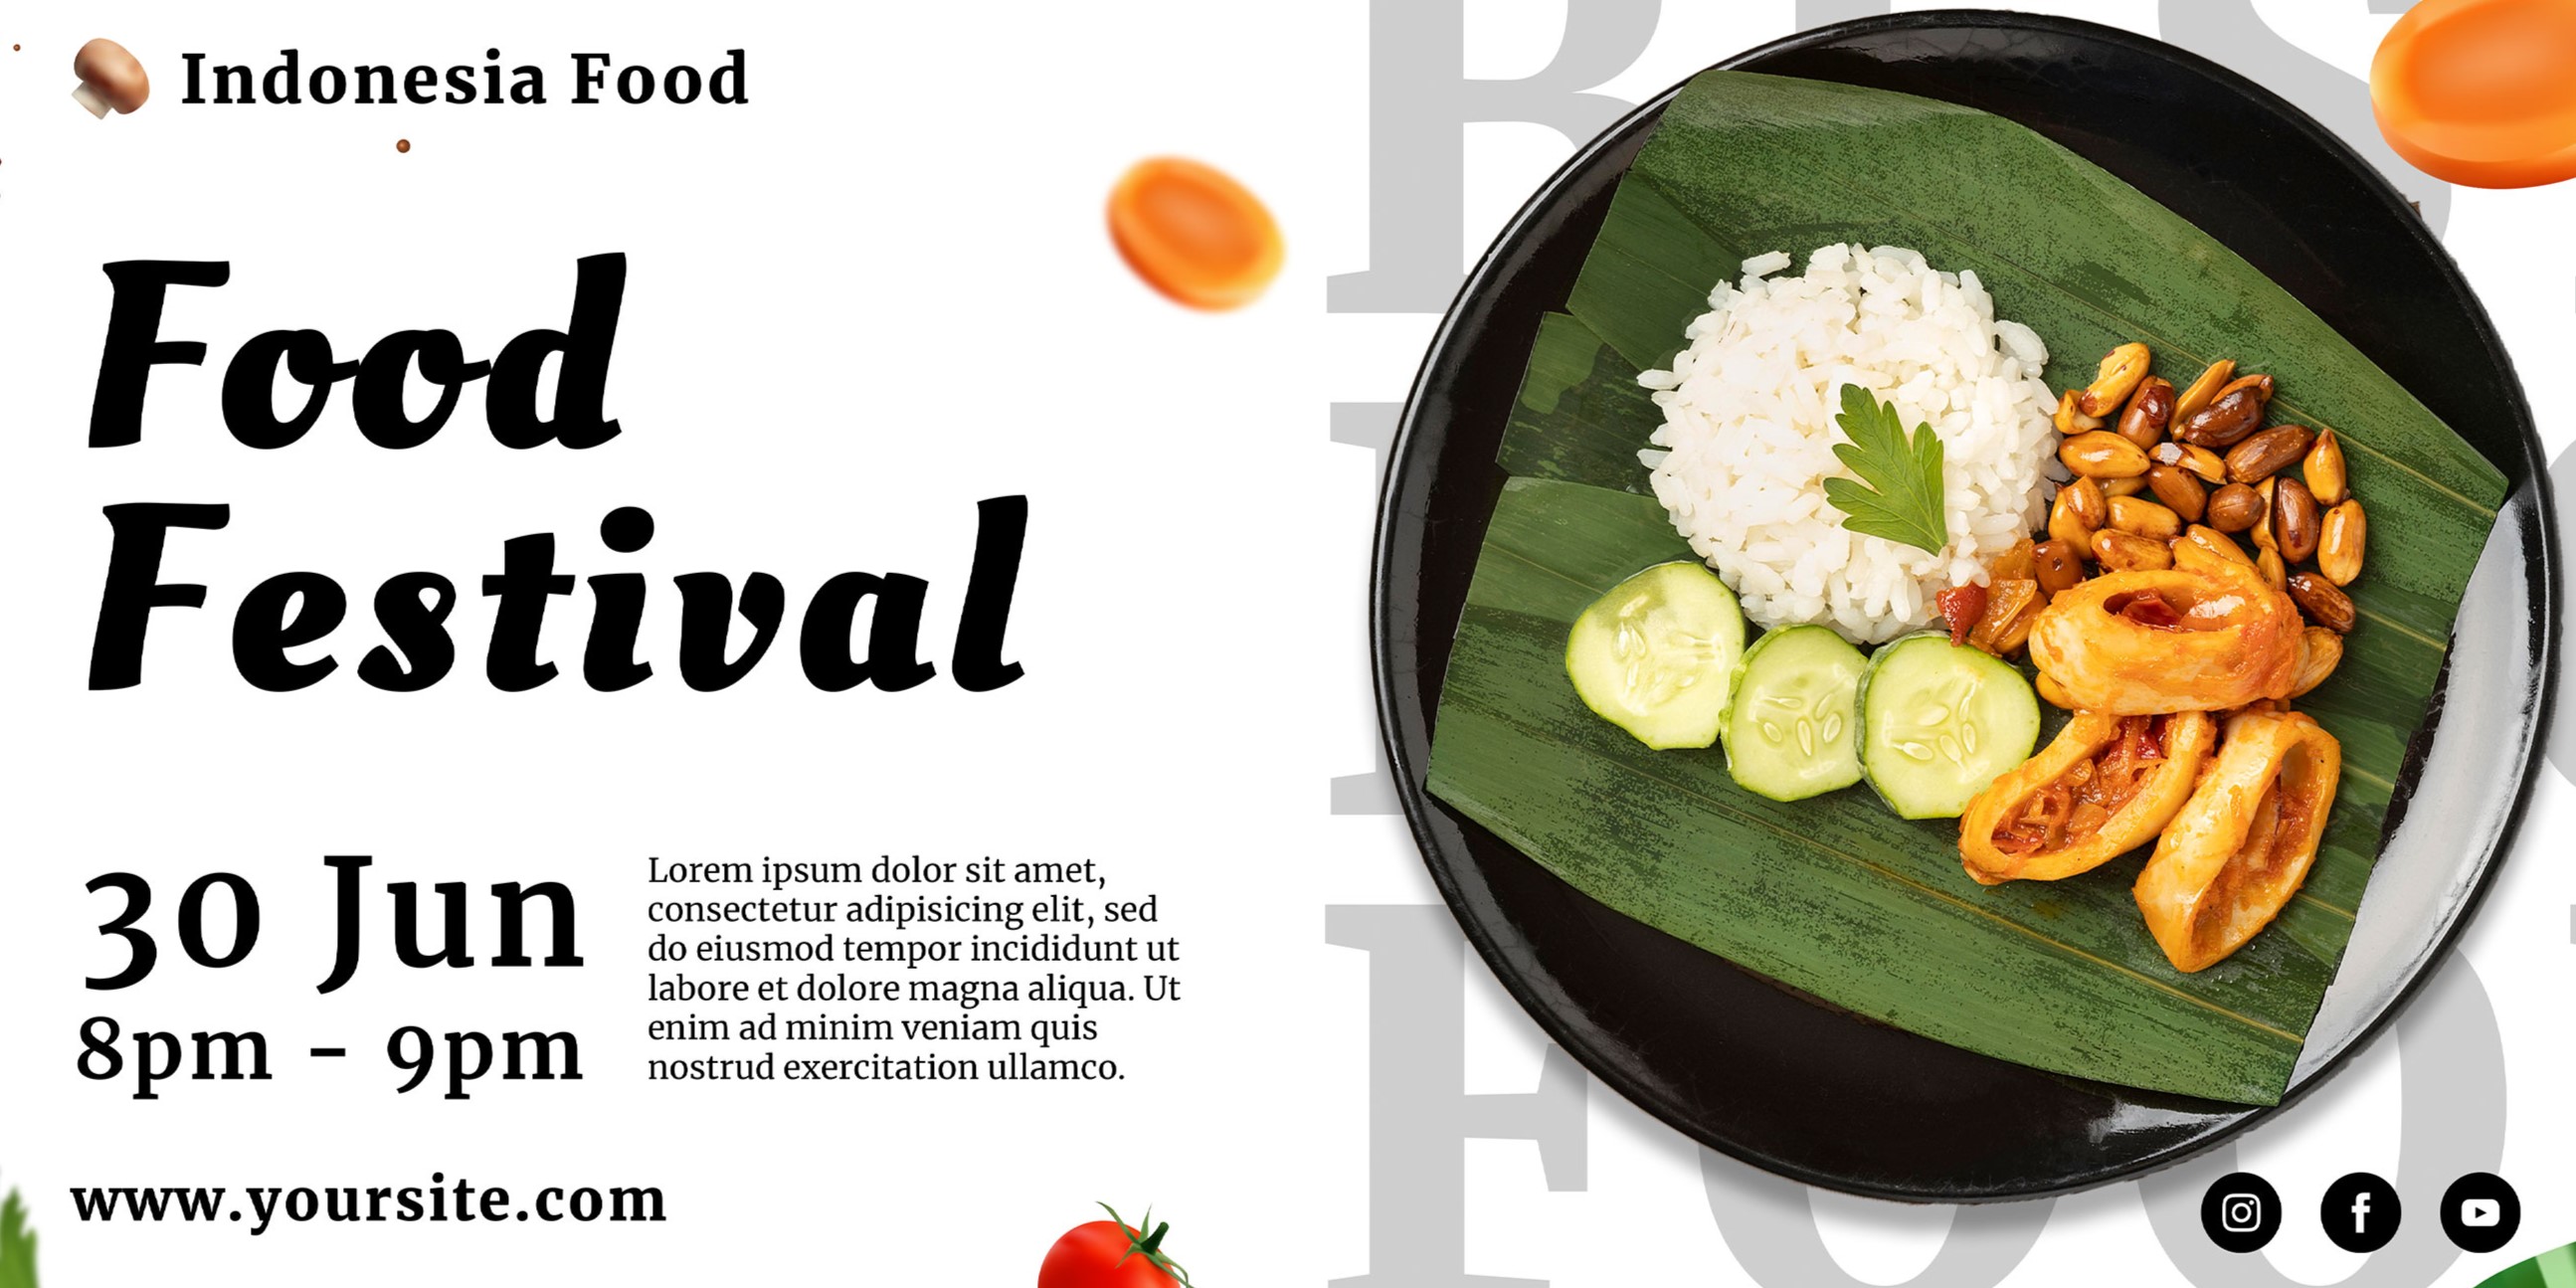 Indonesia Food
Food
Festival
30 Jun
8pm - 9pm
Lorem ipsum dolor sit amet,
consectetur adipisicing elit, sed
do eiusmod tempor incididunt ut
labore et dolore magna aliqua. Ut
enim ad minim veniam quis
nostrud exercitation ullamco.
www.yoursite.com